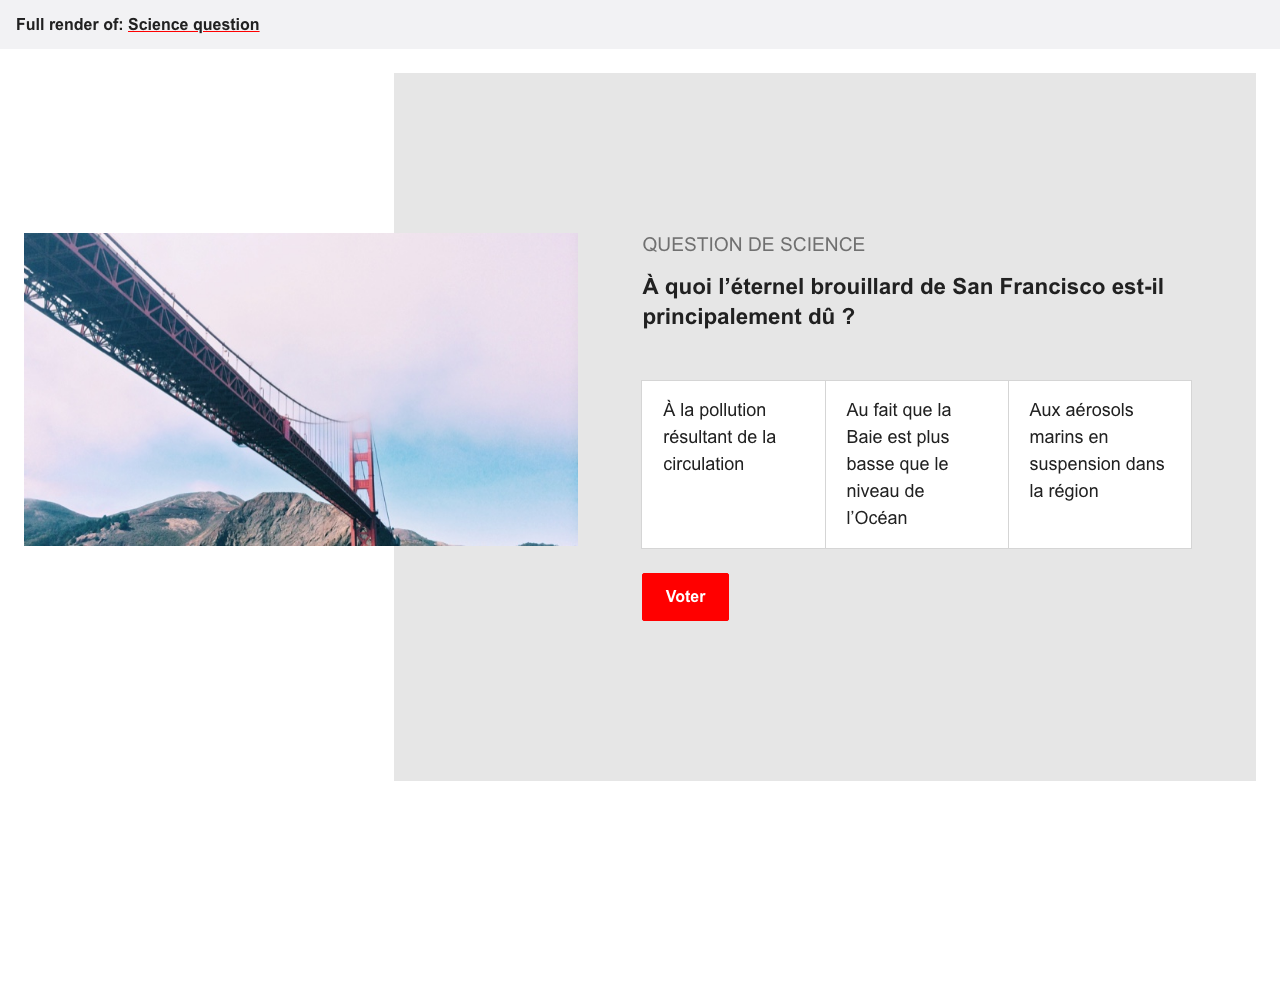 Full render of: Science question
QUESTION DE SCIENCE
À quoi l’éternel brouillard de San Francisco est-il
principalement dû ?
À la pollution
résultant de la
circulation
Au fait que la
Baie est plus
basse que le
niveau de
l’Océan
Aux aérosols
marins en
suspension dans
la région
Voter